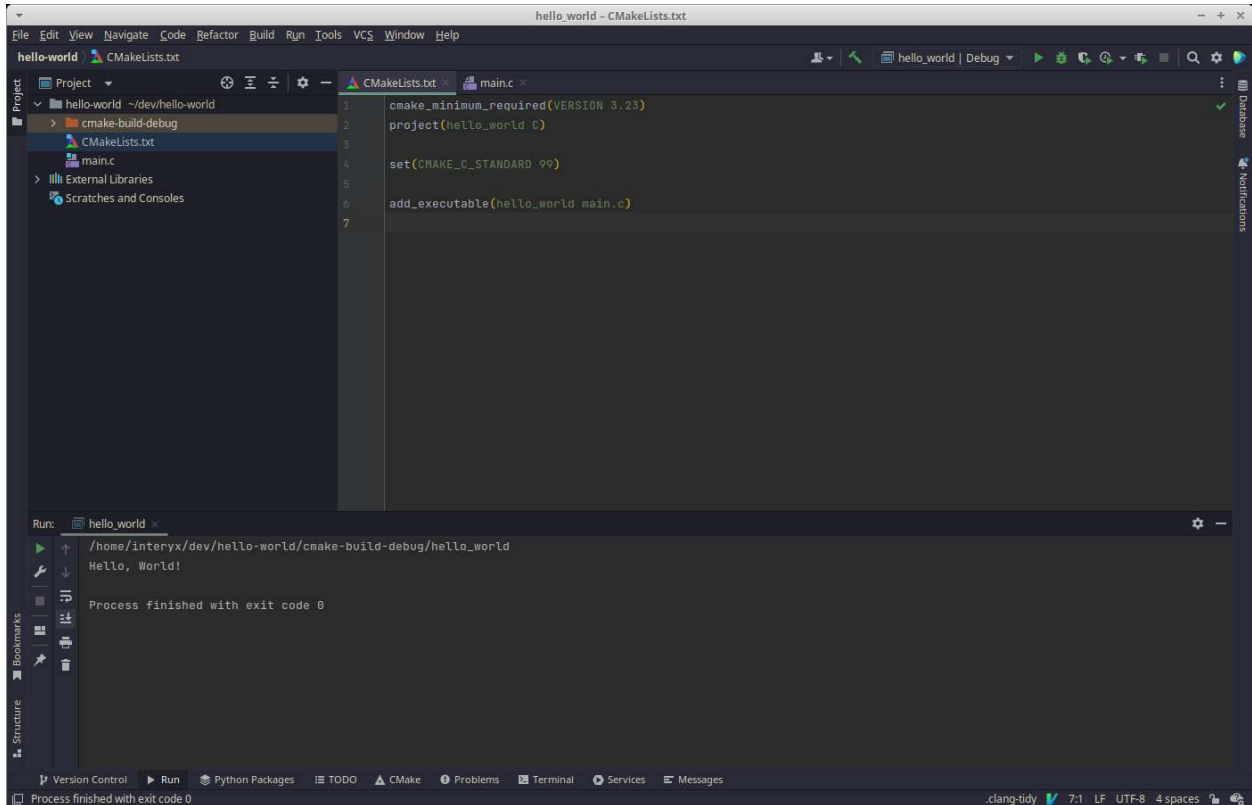 hello_world – CMakeLists.txt
File Edit View Navigate Code Refactor Build Run Tools VCS Window Help
hello-world CMakeLists.txt hello_world | Debug
Project
CMakeLists.txt main.c
Project
hello-world ~/dev/hello-world
cmake-build-debug
CMakeLists.txt
main.c
External Libraries
Scratches and Consoles
1 cmake_minimum_required(VERSION 3.23)
2 project(hello_world C)
3
4 set(CMAKE_C_STANDARD 99)
5
6 add_executable(hello_world main.c)
7
Database
Notifications
Run: hello_world
/home/interyx/dev/hello-world/cmake-build-debug/hello_world
Hello, World!
Process finished with exit code 0
Bookmarks
Structure
Version Control Run Python Packages TODO CMake Problems Terminal Services Messages
Process finished with exit code 0 .clang-tidy 7:1 LF UTF-8 4 spaces